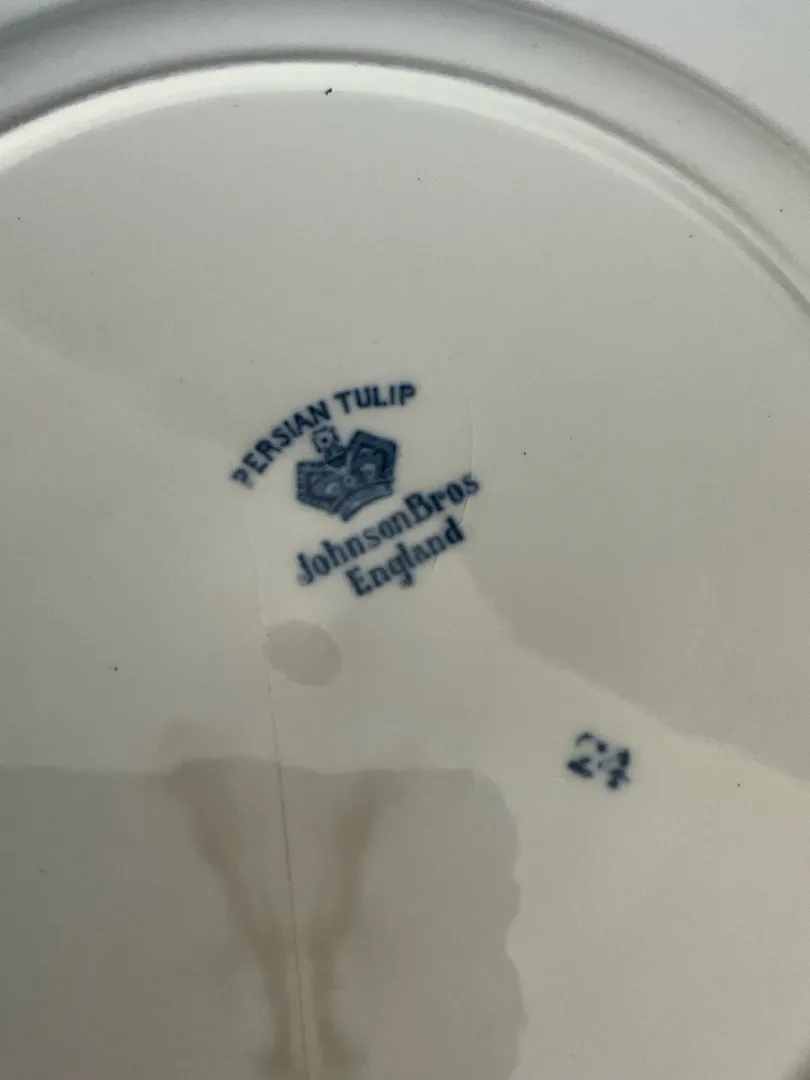 PERSIAN TULIP
JohnsonBros
England
24